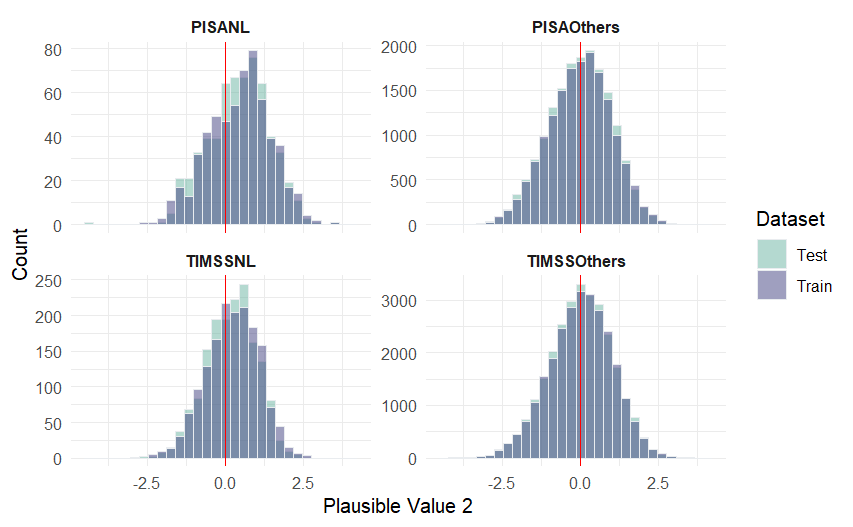 PISANL
PISAOthers
80
60
40
20
0
2000
1500
1000
500
0
TIMSSNL
TIMSSOthers
250
200
150
100
50
0
3000
2000
1000
0
-2.5
0.0
2.5
-2.5
0.0
2.5
Count
Plausible Value 2
Dataset
Test
Train